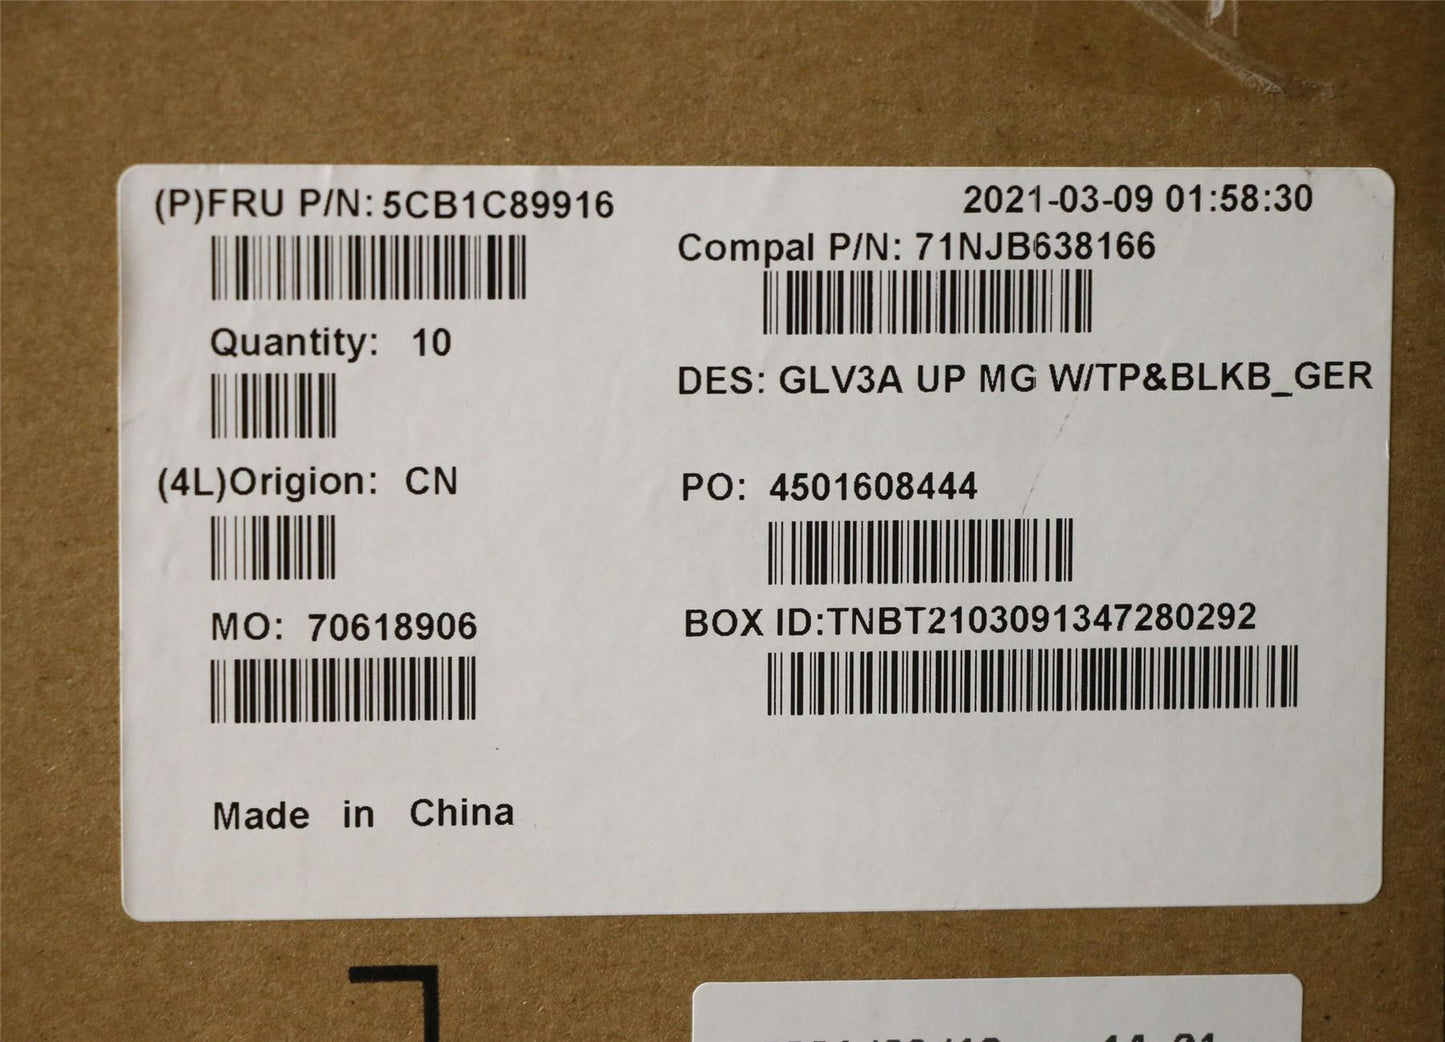 (P)FRU P/N: 5CB1C89916
2021-03-09 01:58:30
Compal P/N: 71NJB638166
Quantity: 10
DES: GLV3A UP MG W/TP&BLKB_GER
(4L)Origion: CN
PO: 4501608444
MO: 70618906
BOX ID:TNBT2103091347280292
Made in China